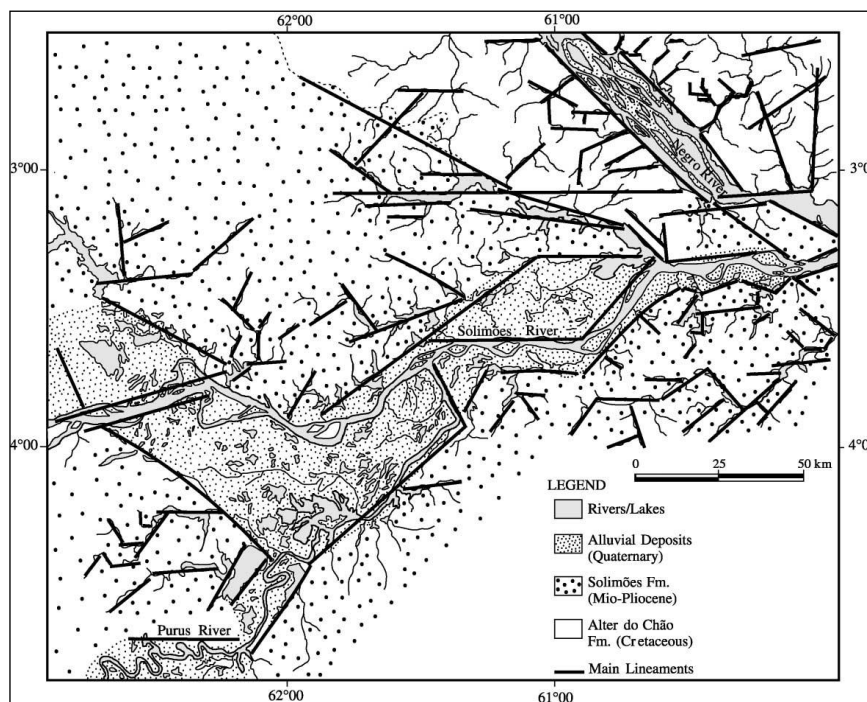 62°00 61°00
3°00 3°0
Negro River
Solimões River
4°00 4°0
0 25 50 km
LEGEND
Rivers/Lakes
Alluvial Deposits
(Quaternary)
Solimões Fm.
(Mio-Pliocene)
Alter do Chão
Fm. (Cretaceous)
Main Lineaments
Purus River
62°00 61°00